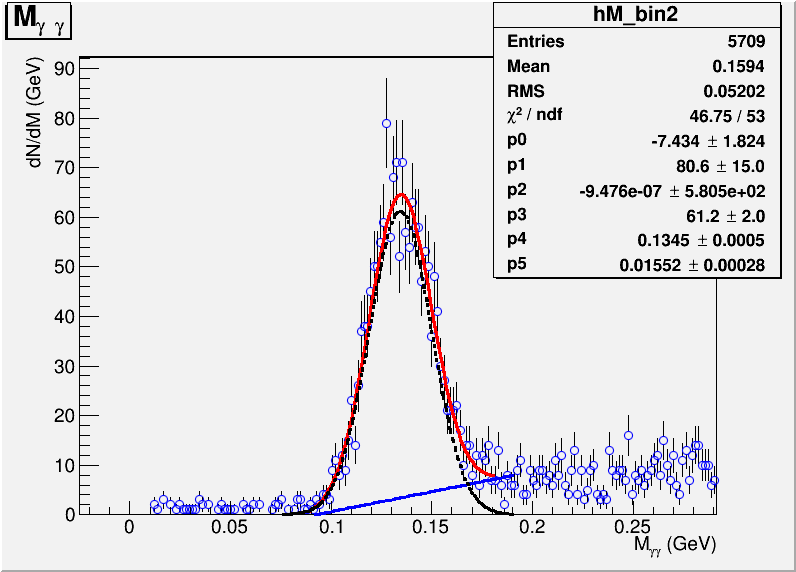 M_γ γ
hM_bin2
Entries 5709
Mean 0.1594
RMS 0.05202
χ² / ndf 46.75 / 53
p0 -7.434 ± 1.824
p1 80.6 ± 15.0
p2 -9.476e-07 ± 5.805e+02
p3 61.2 ± 2.0
p4 0.1345 ± 0.0005
p5 0.01552 ± 0.00028
dN/dM (GeV)
90
80
70
60
50
40
30
20
10
0
0 0.05 0.1 0.15 0.2 0.25
M_γγ (GeV)